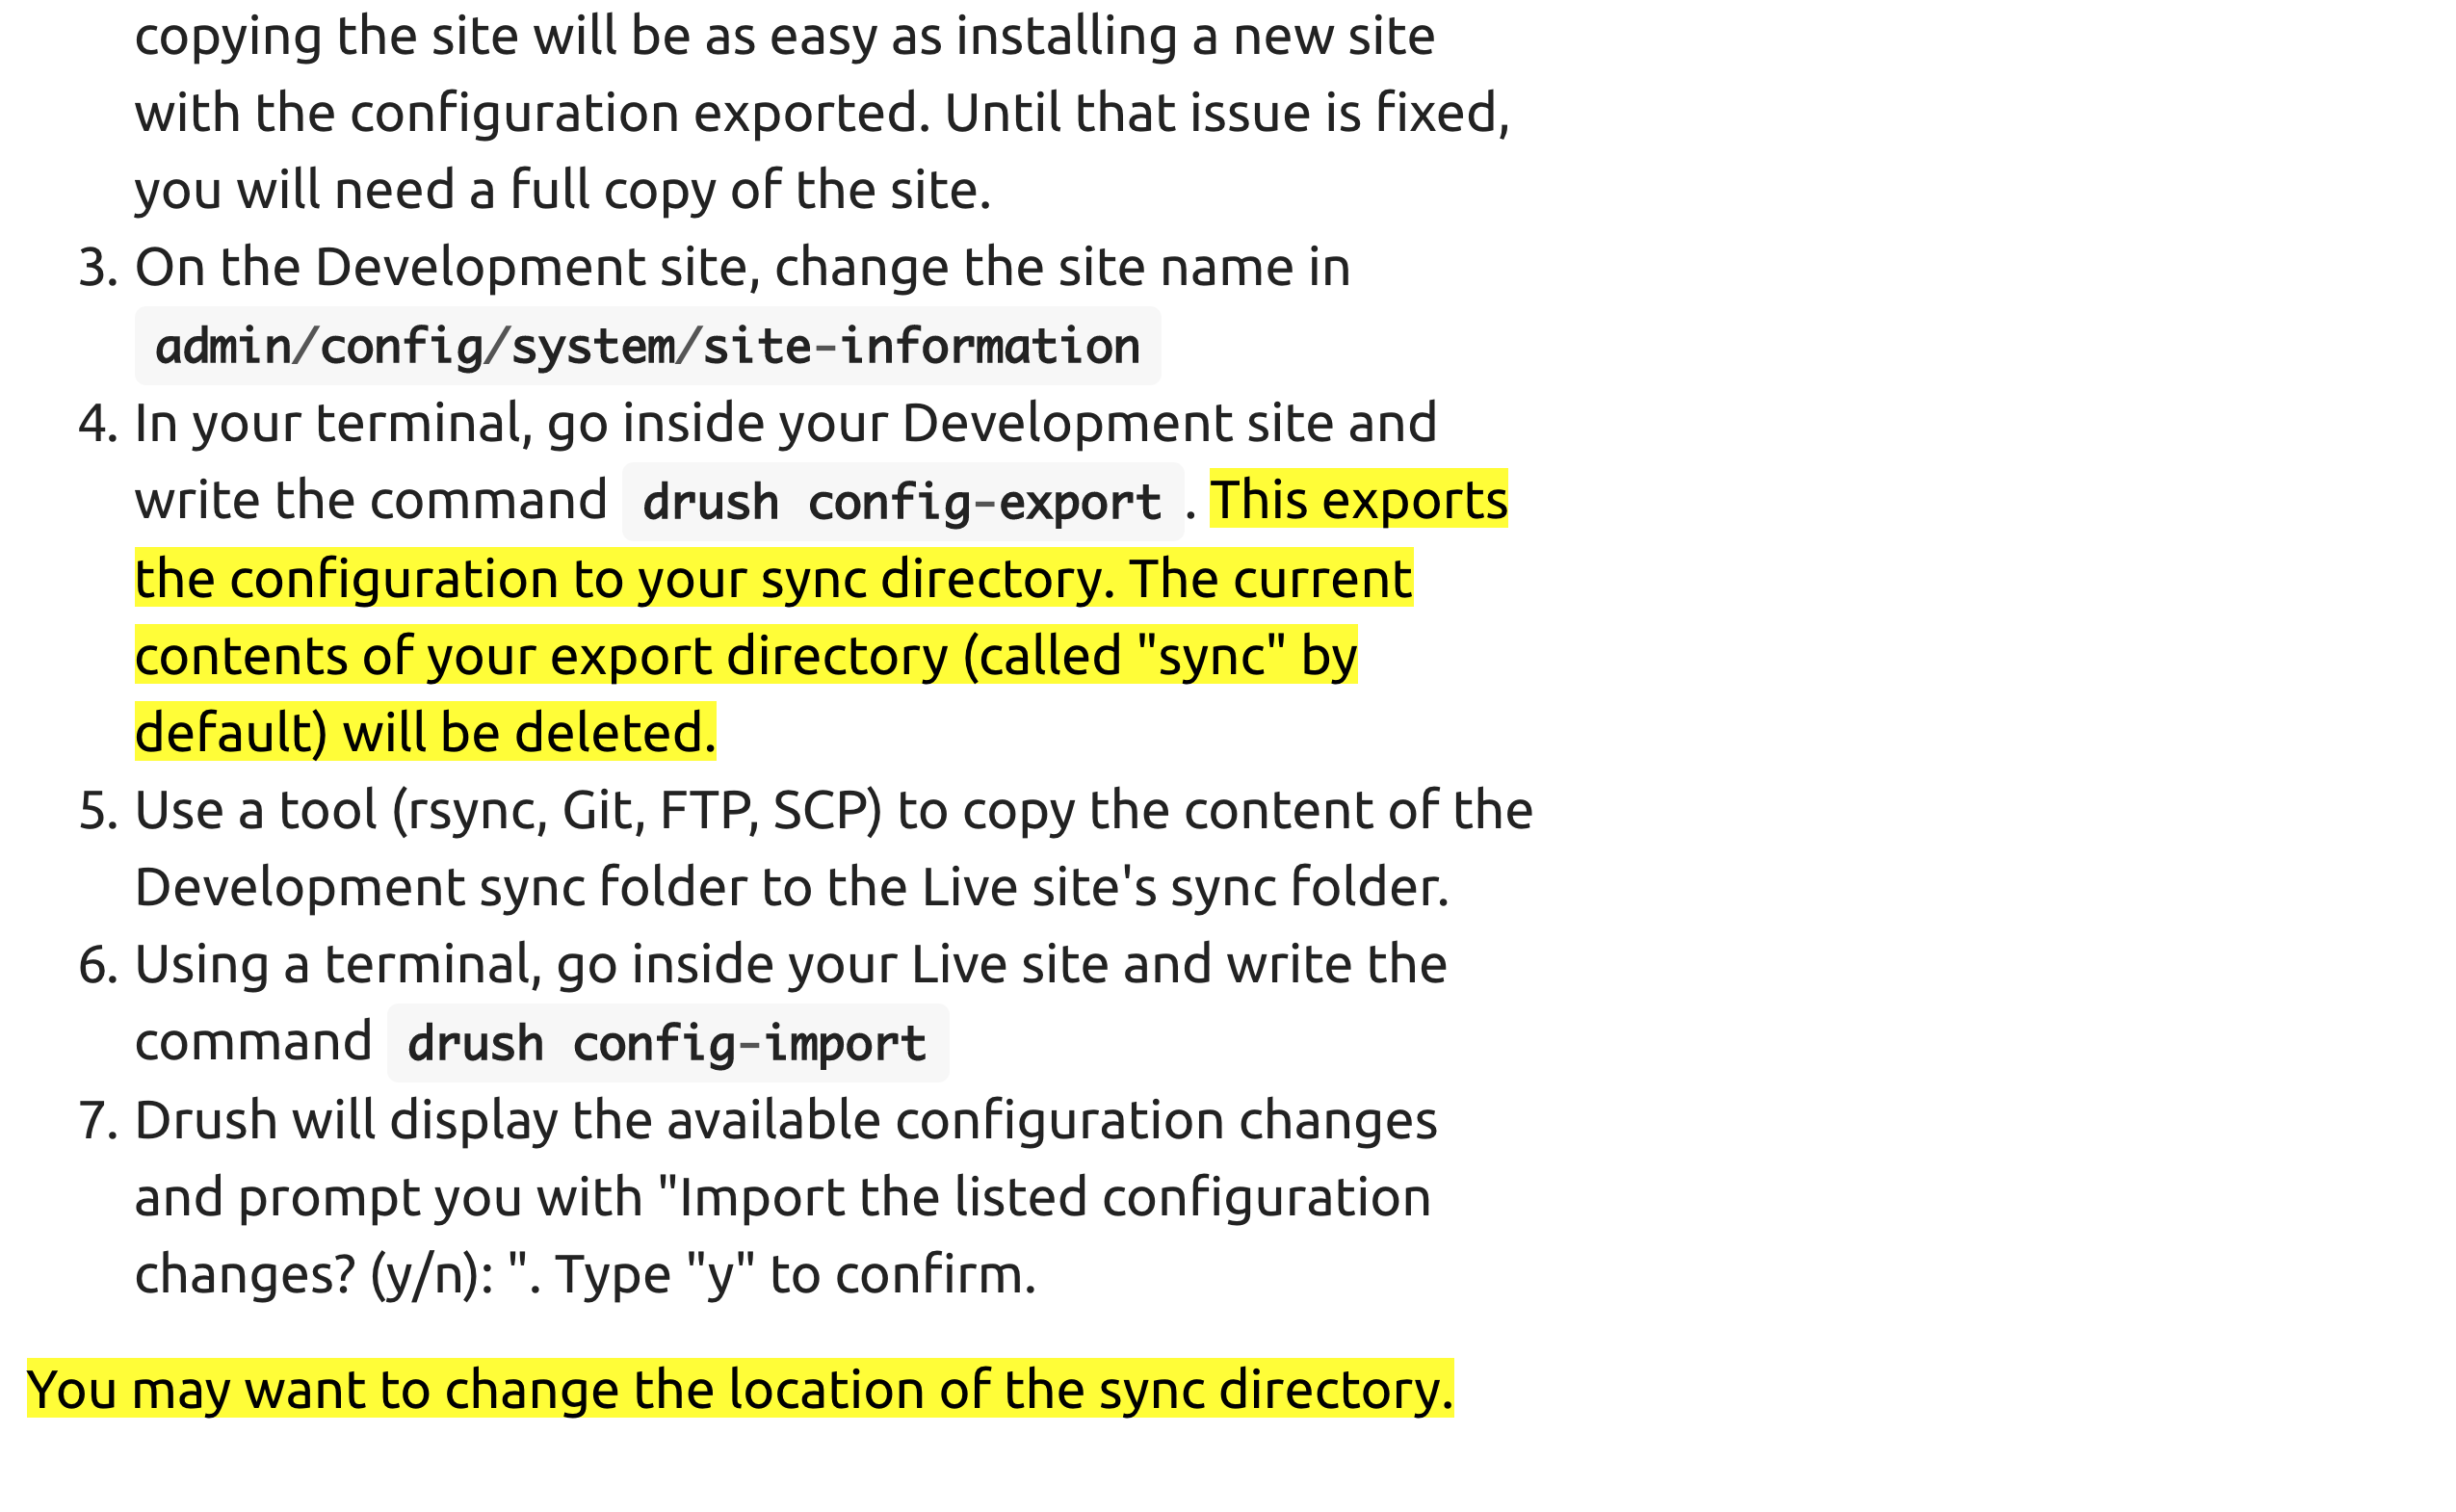 copying the site will be as easy as installing a new site
with the configuration exported. Until that issue is fixed,
you will need a full copy of the site.
3. On the Development site, change the site name in
admin/config/system/site-information
4. In your terminal, go inside your Development site and
write the command drush config-export . This exports
the configuration to your sync directory. The current
contents of your export directory (called "sync" by
default) will be deleted.
5. Use a tool (rsync, Git, FTP, SCP) to copy the content of the
Development sync folder to the Live site's sync folder.
6. Using a terminal, go inside your Live site and write the
command drush config-import
7. Drush will display the available configuration changes
and prompt you with "Import the listed configuration
changes? (y/n): ". Type "y" to confirm.
You may want to change the location of the sync directory.